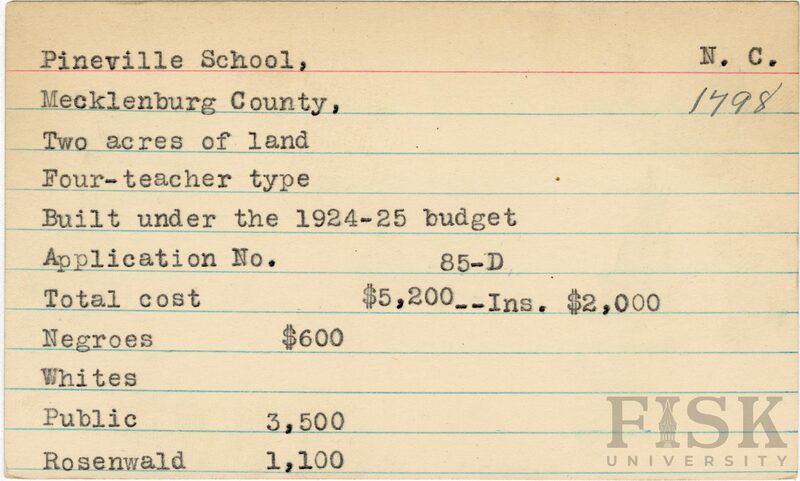 Pineville School, N. C.
Mecklenburg County, 1798
Two acres of land
Four-teacher type
Built under the 1924-25 budget
Application No. 85-D
Total cost $5,200--Ins. $2,000
Negroes $600
Whites
Public 3,500
Rosenwald 1,100
FISK
UNIVERSITY